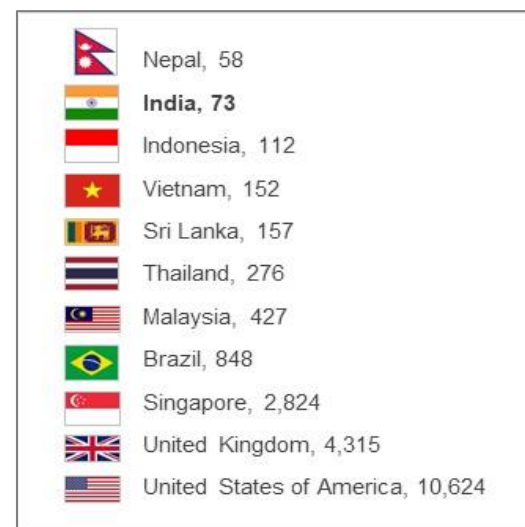 Nepal, 58
India, 73
Indonesia, 112
Vietnam, 152
Sri Lanka, 157
Thailand, 276
Malaysia, 427
Brazil, 848
Singapore, 2,824
United Kingdom, 4,315
United States of America, 10,624